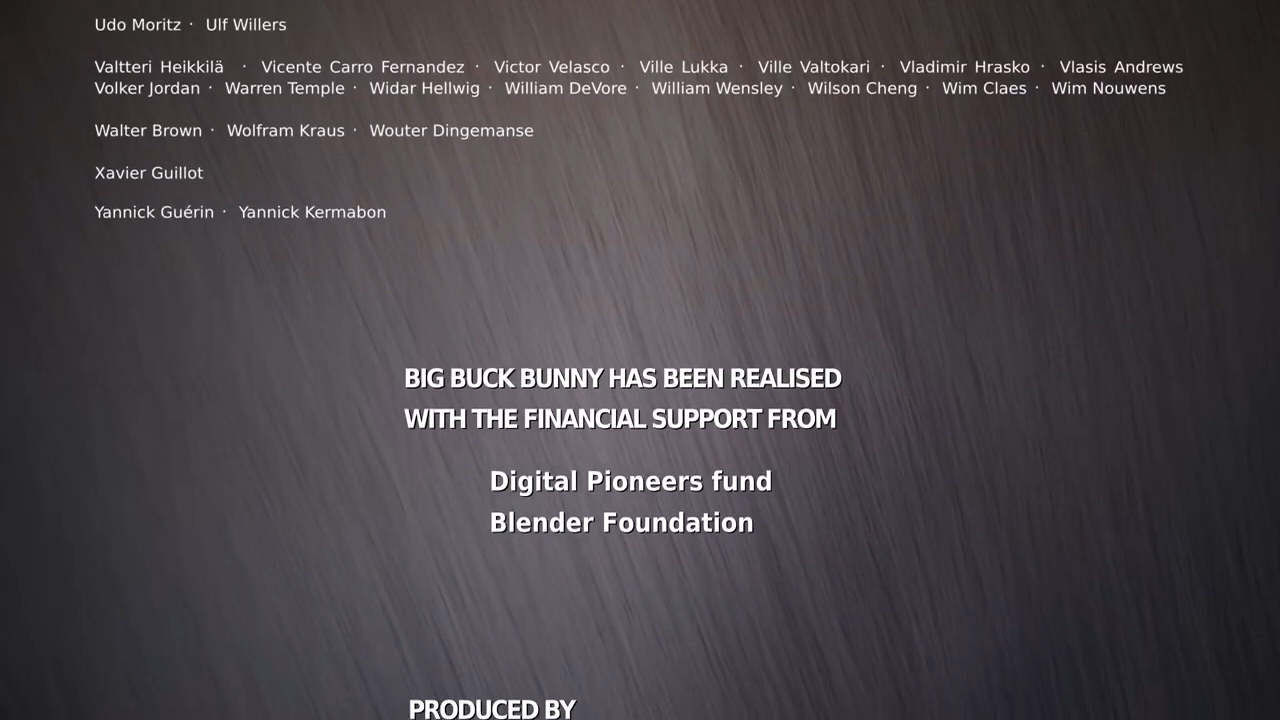 Udo Moritz · Ulf Willers
Valtteri Heikkilä · Vicente Carro Fernandez · Victor Velasco · Ville Lukka · Ville Valtokari · Vladimir Hrasko · Vlasis Andrews
Volker Jordan · Warren Temple · Widar Hellwig · William DeVore · William Wensley · Wilson Cheng · Wim Claes · Wim Nouwens
Walter Brown · Wolfram Kraus · Wouter Dingemanse
Xavier Guillot
Yannick Guérin · Yannick Kermabon
BIG BUCK BUNNY HAS BEEN REALISED
WITH THE FINANCIAL SUPPORT FROM
Digital Pioneers fund
Blender Foundation
PRODUCED BY